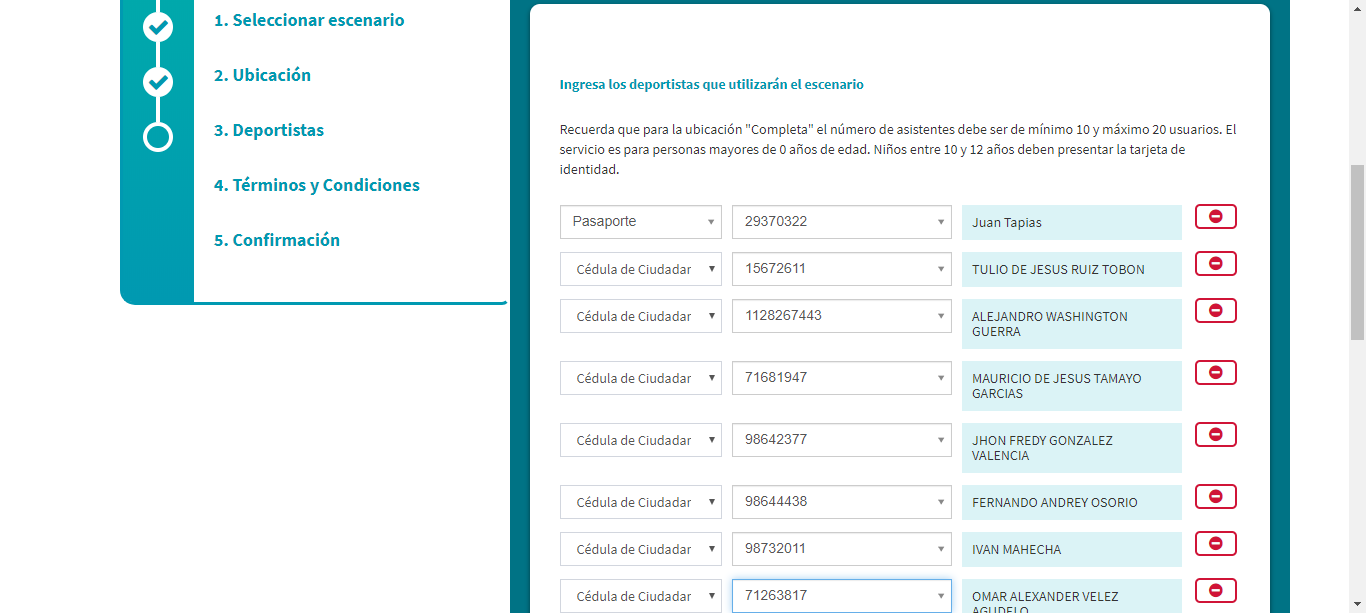 1. Seleccionar escenario
2. Ubicación
3. Deportistas
4. Términos y Condiciones
5. Confirmación
Ingresa los deportistas que utilizarán el escenario
Recuerda que para la ubicación "Completa" el número de asistentes debe ser de mínimo 10 y máximo 20 usuarios. El
servicio es para personas mayores de 0 años de edad. Niños entre 10 y 12 años deben presentar la tarjeta de
identidad.
Pasaporte 29370322 Juan Tapias
Cédula de Ciudadar 15672611 TULIO DE JESUS RUIZ TOBON
Cédula de Ciudadar 1128267443 ALEJANDRO WASHINGTON
GUERRA
Cédula de Ciudadar 71681947 MAURICIO DE JESUS TAMAYO
GARCIAS
Cédula de Ciudadar 98642377 JHON FREDY GONZALEZ
VALENCIA
Cédula de Ciudadar 98644438 FERNANDO ANDREY OSORIO
Cédula de Ciudadar 98732011 IVAN MAHECHA
Cédula de Ciudadar 71263817 OMAR ALEXANDER VELEZ
AGUDELO